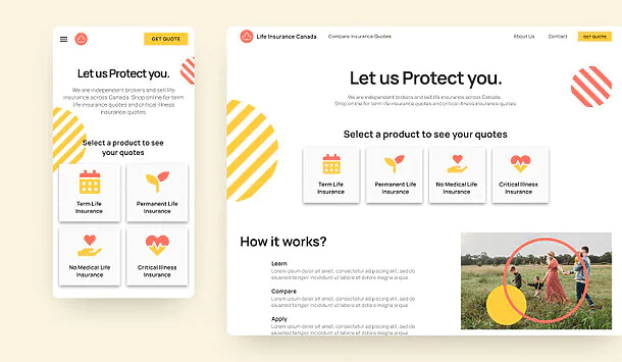 GET QUOTE
Let us Protect you.
We are independent brokers and sell life
insurance across Canada. Shop online for term
life insurance quotes and critical illness
insurance quotes.
Select a product to see
your quotes
Term Life
Insurance
Permanent Life
Insurance
No Medical Life
Insurance
Critical Illness
Insurance
Life Insurance Canada
Compare Insurance Quotes
About Us
Contact
GET QUOTE
Let us Protect you.
We are independent brokers and sell life insurance across Canada.
Shop online for term life insurance quotes and critical illness insurance quotes.
Select a product to see your quotes
Term Life
Insurance
Permanent Life
Insurance
No Medical Life
Insurance
Critical Illness
Insurance
How it works?
Learn
Lorem ipsum dolor sit amet, consectetur adipiscing elit, sed do
eiusmod tempor incididunt ut labore et dolore magna aliqua
Compare
Lorem ipsum dolor sit amet, consectetur adipiscing elit, sed do
eiusmod tempor incididunt ut labore et dolore magna aliqua
Apply
Lorem ipsum dolor sit amet, consectetur adipiscing elit, sed do
eiusmod tempor incididunt ut labore et dolore magna aliqua